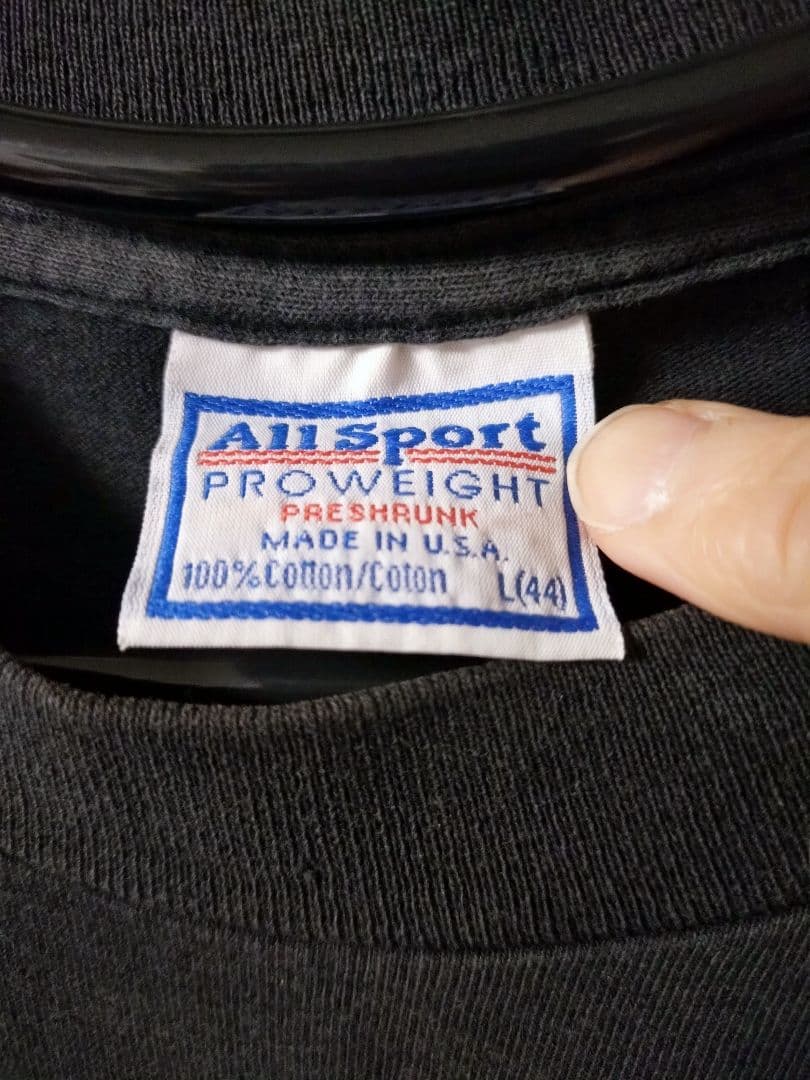 All Sport
PROWEIGHT
PRESHRUNK
MADE IN U.S.A.
100%Cotton/Coton L(44)